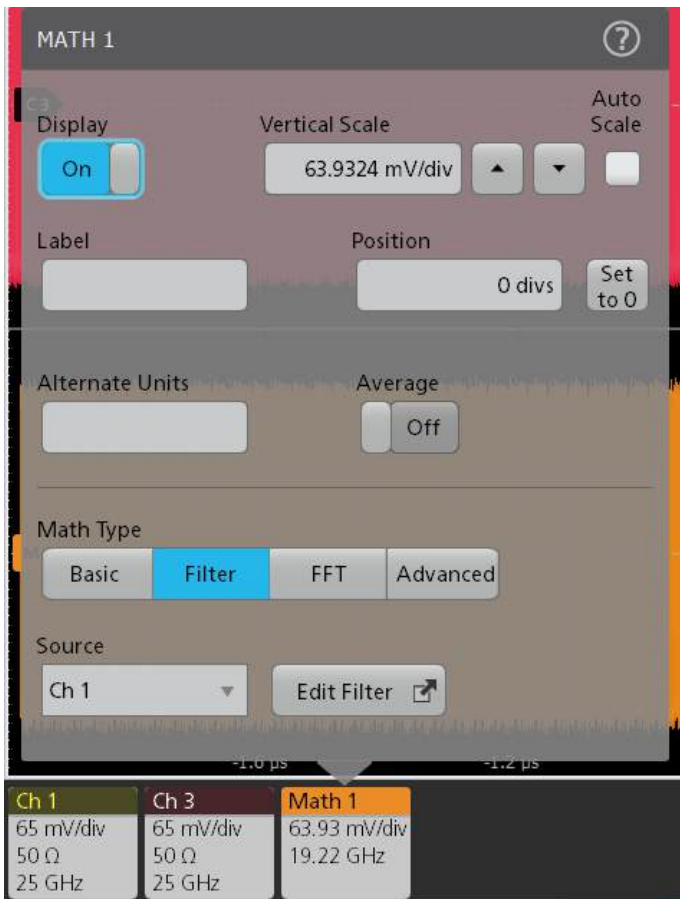 MATH 1
?
C 3
Display
Vertical Scale
Auto
Scale
On
63.9324 mV/div
Label
Position
0 divs
Set
to 0
Alternate Units
Average
Off
Math Type
Basic Filter FFT Advanced
Source
Ch 1
Edit Filter
-1.6 µs -1.2 µs
Ch 1 Ch 3 Math 1
65 mV/div 65 mV/div 63.93 mV/div
50 Ω 50 Ω 19.22 GHz
25 GHz 25 GHz